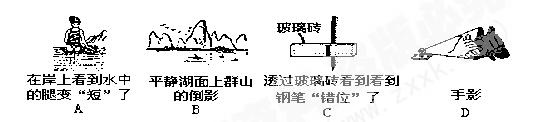 玻璃砖
在岸上看到水中
的腿变“短”了
A
平静湖面上群山
的倒影
B
透过玻璃砖看到看到
钢笔“错位”了
C
手影
D